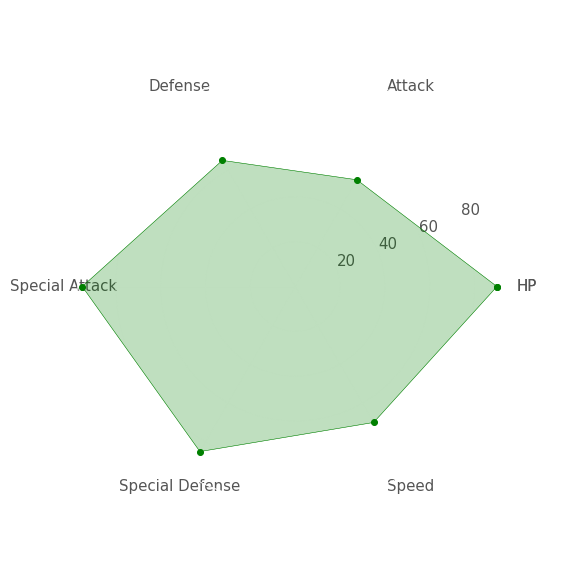 Defense
Attack
80
60
40
20
Special Attack
HP
Special Defense
Speed